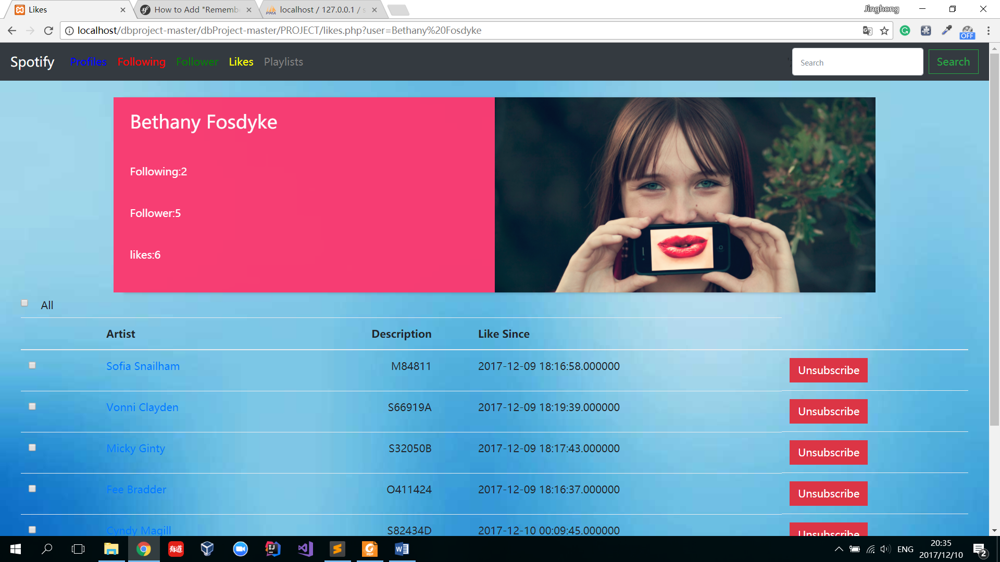 Likes
How to Add "Rememb
localhost / 127.0.0.1 / s
Jinghong
localhost/dbproject-master/dbProject-master/PROJECT/likes.php?user=Bethany%20Fosdyke
OFF
Spotify Profiles Following Follower Likes Playlists Search Search
Bethany Fosdyke
Following:2
Follower:5
likes:6
All
Artist Description Like Since
Sofia Snailham M84811 2017-12-09 18:16:58.000000 Unsubscribe
Vonni Clayden S66919A 2017-12-09 18:19:39.000000 Unsubscribe
Micky Ginty S32050B 2017-12-09 18:17:43.000000 Unsubscribe
Fee Bradder O411424 2017-12-09 18:16:37.000000 Unsubscribe
Cyndy Magill S82434D 2017-12-10 00:09:45.000000 Unsubscribe
有道
PDF
ENG
20:35
2017/12/10
2